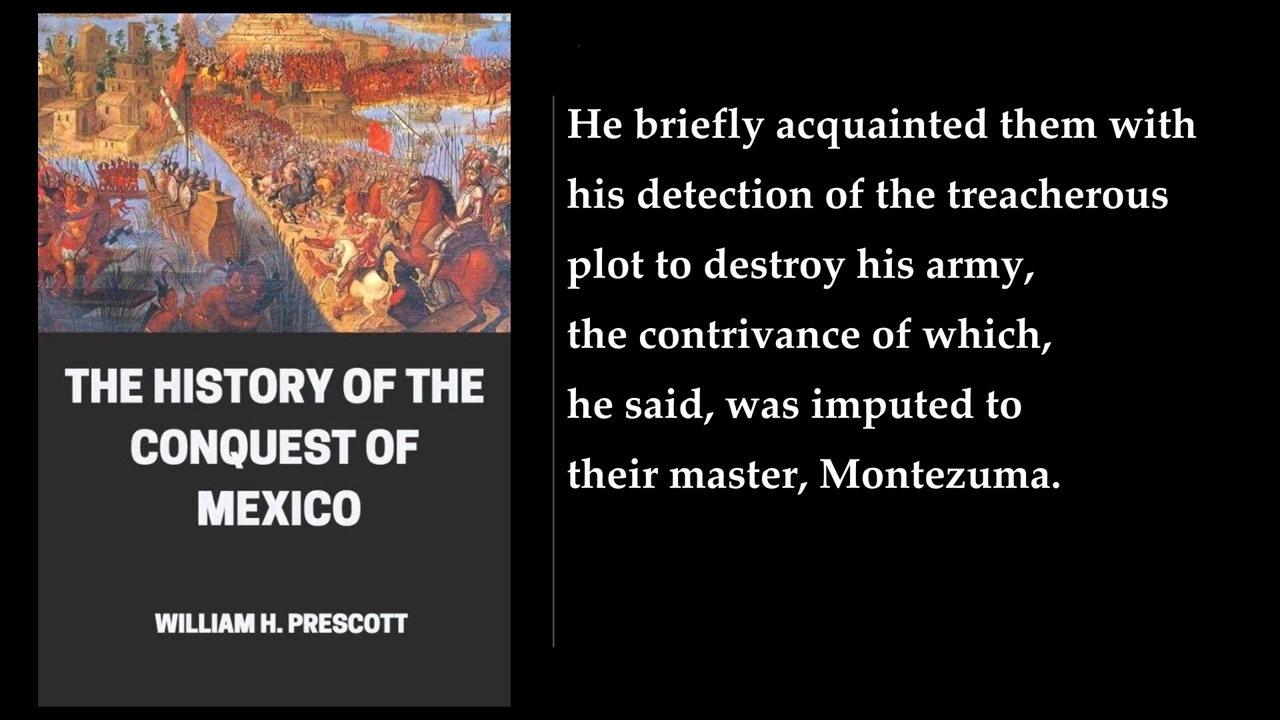 THE HISTORY OF THE
CONQUEST OF
MEXICO
WILLIAM H. PRESCOTT
He briefly acquainted them with
his detection of the treacherous
plot to destroy his army,
the contrivance of which,
he said, was imputed to
their master, Montezuma.